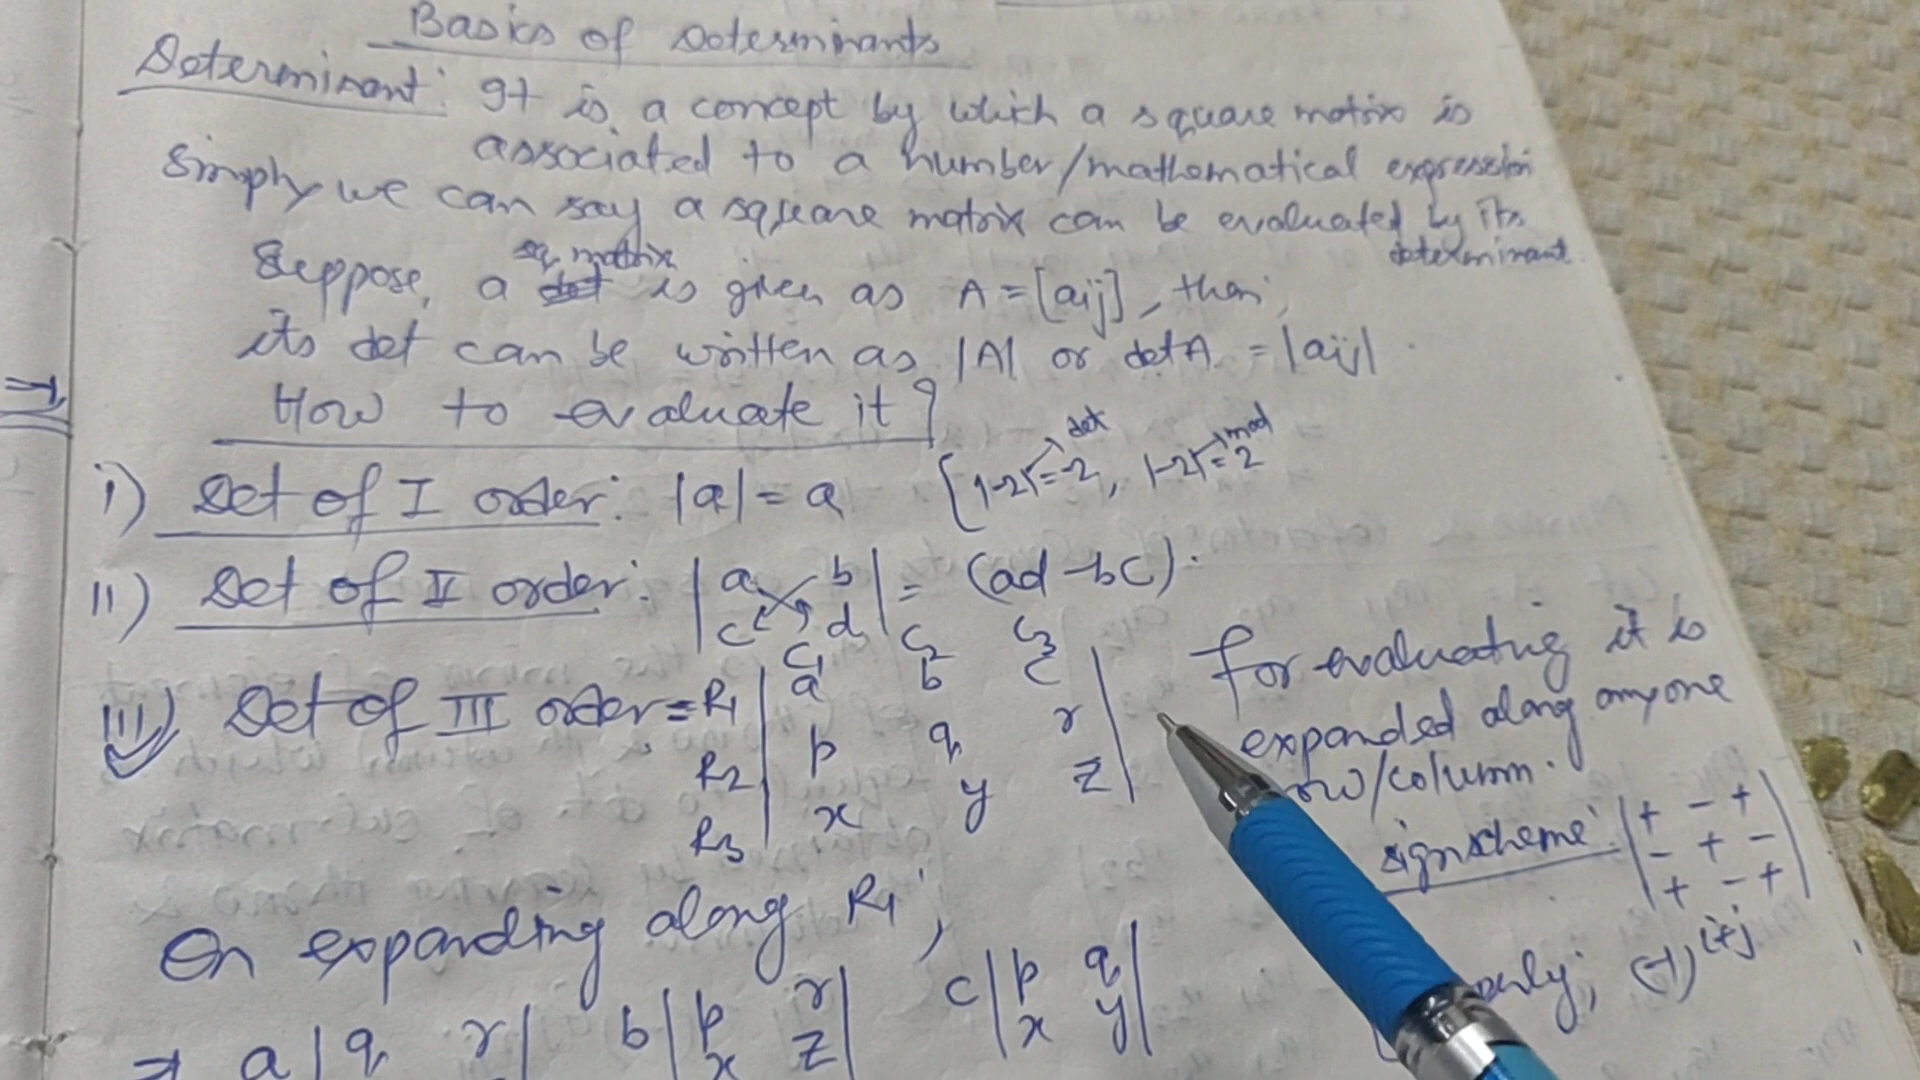 Basics of Determinants
Determinant: It is a concept by which a square matrix is
associated to a number/mathematical expression
Simply we can say a square matrix can be evaluated by its
determinant.
sq. matrix
Suppose, a det is given as A = [aij], then,
its det can be written as |A| or det A = |aij|.
How to evaluate it?
i) Det of I order: |a| = a {|-2| = -2, |-2| = 2
det mod
ii) Det of II order: |a b| = (ad - bc).
c d
C1 C2 C3
iii) Det of III order = R1 | a b c |
R2 | p q r |
R3 | x y z |
For evaluating it is
expanded along any one
row/column.
sign scheme: |+ - +|
|- + -|
|+ - +|
(-1)^i+j
On expanding along R1,
⇒ a |q r| b |p r| c |p q|
x z x y